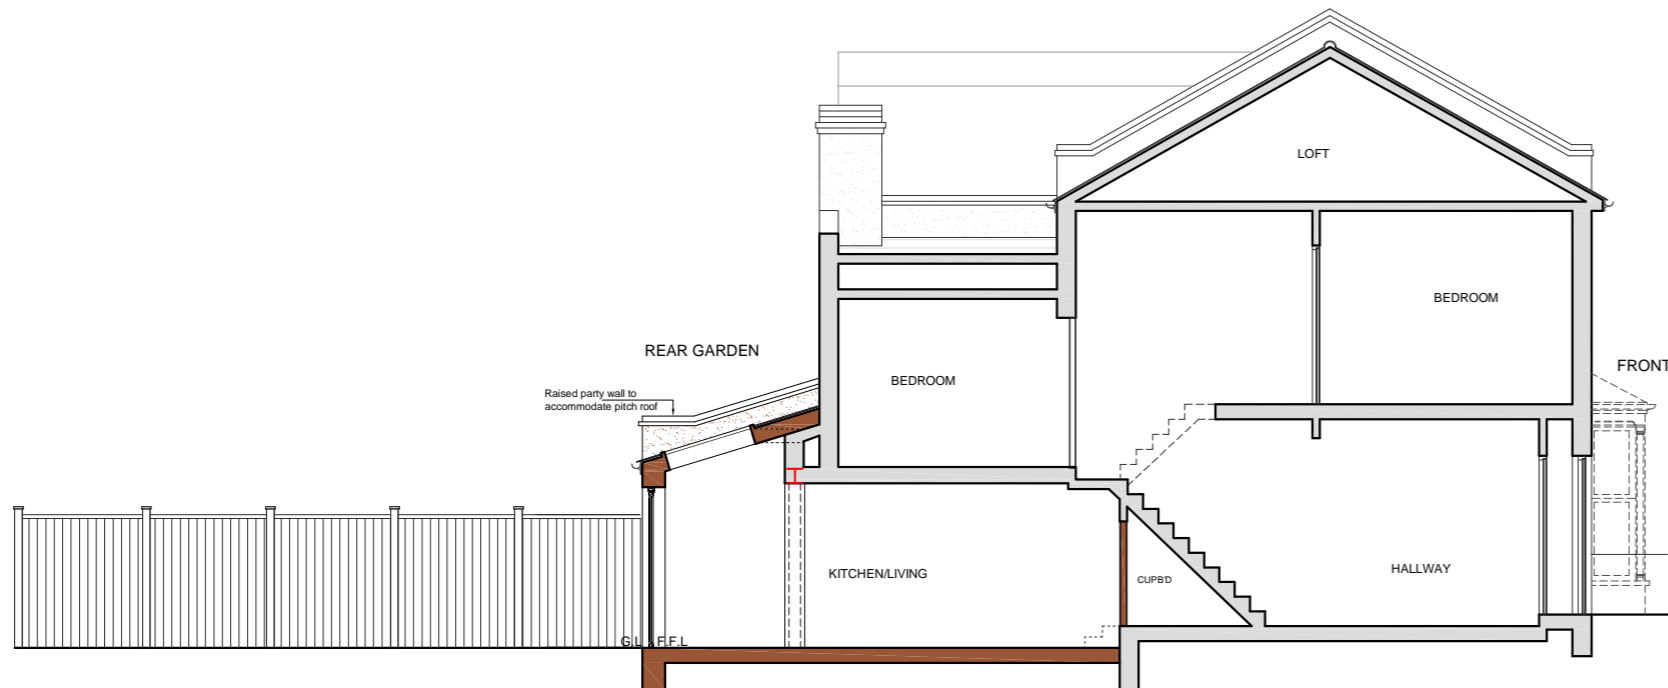 LOFT
BEDROOM
REAR GARDEN
FRONT
BEDROOM
Raised party wall to
accommodate pitch roof
KITCHEN/LIVING
CUPB'D
HALLWAY
G.L F.F.L